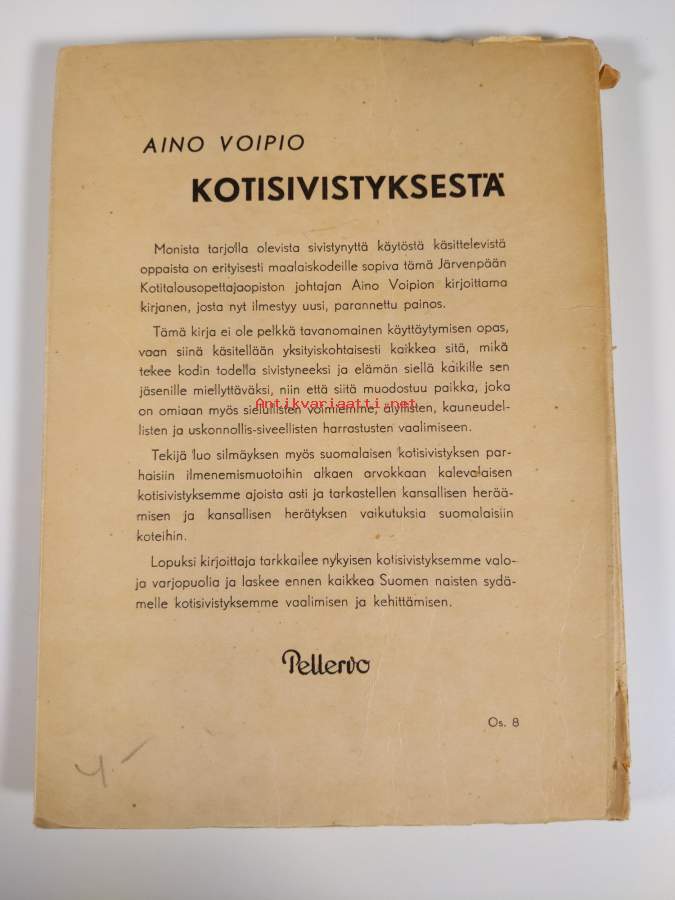 AINO VOIPIO
KOTISIVISTYKSESTÄ
Monista tarjolla olevista sivistynyttä käytöstä käsittelevistä
oppaista on erityisesti maalaiskodeille sopiva tämä Järvenpään
Kotitalousopettajaopiston johtajan Aino Voipion kirjoittama
kirjanen, josta nyt ilmestyy uusi, parannettu painos.
Tämä kirja ei ole pelkkä tavanomainen käyttäytymisen opas,
vaan siinä käsitellään yksityiskohtaisesti kaikkea sitä, mikä
tekee kodin todella sivistyneeksi ja elämän siellä kaikille sen
jäsenille miellyttäväksi, niin että siitä muodostuu paikka, joka
Antikvariaatti.net
on omiaan myös sielullisten voimiemme, älyllisten, kauneudel-
listen ja uskonnollis-siveellisten harrastusten vaalimiseen.
Tekijä luo silmäyksen myös suomalaisen kotisivistyksen par-
haisiin ilmenemismuotoihin alkaen arvokkaan kalevalaisen
kotisivistyksemme ajoista asti ja tarkastellen kansallisen herää-
misen ja kansallisen herätyksen vaikutuksia suomalaisiin
koteihin.
Lopuksi kirjoittaja tarkkailee nykyisen kotisivistyksemme valo-
ja varjopuolia ja laskee ennen kaikkea Suomen naisten sydä-
melle kotisivistyksemme vaalimisen ja kehittämisen.
Pellervo
Os. 8